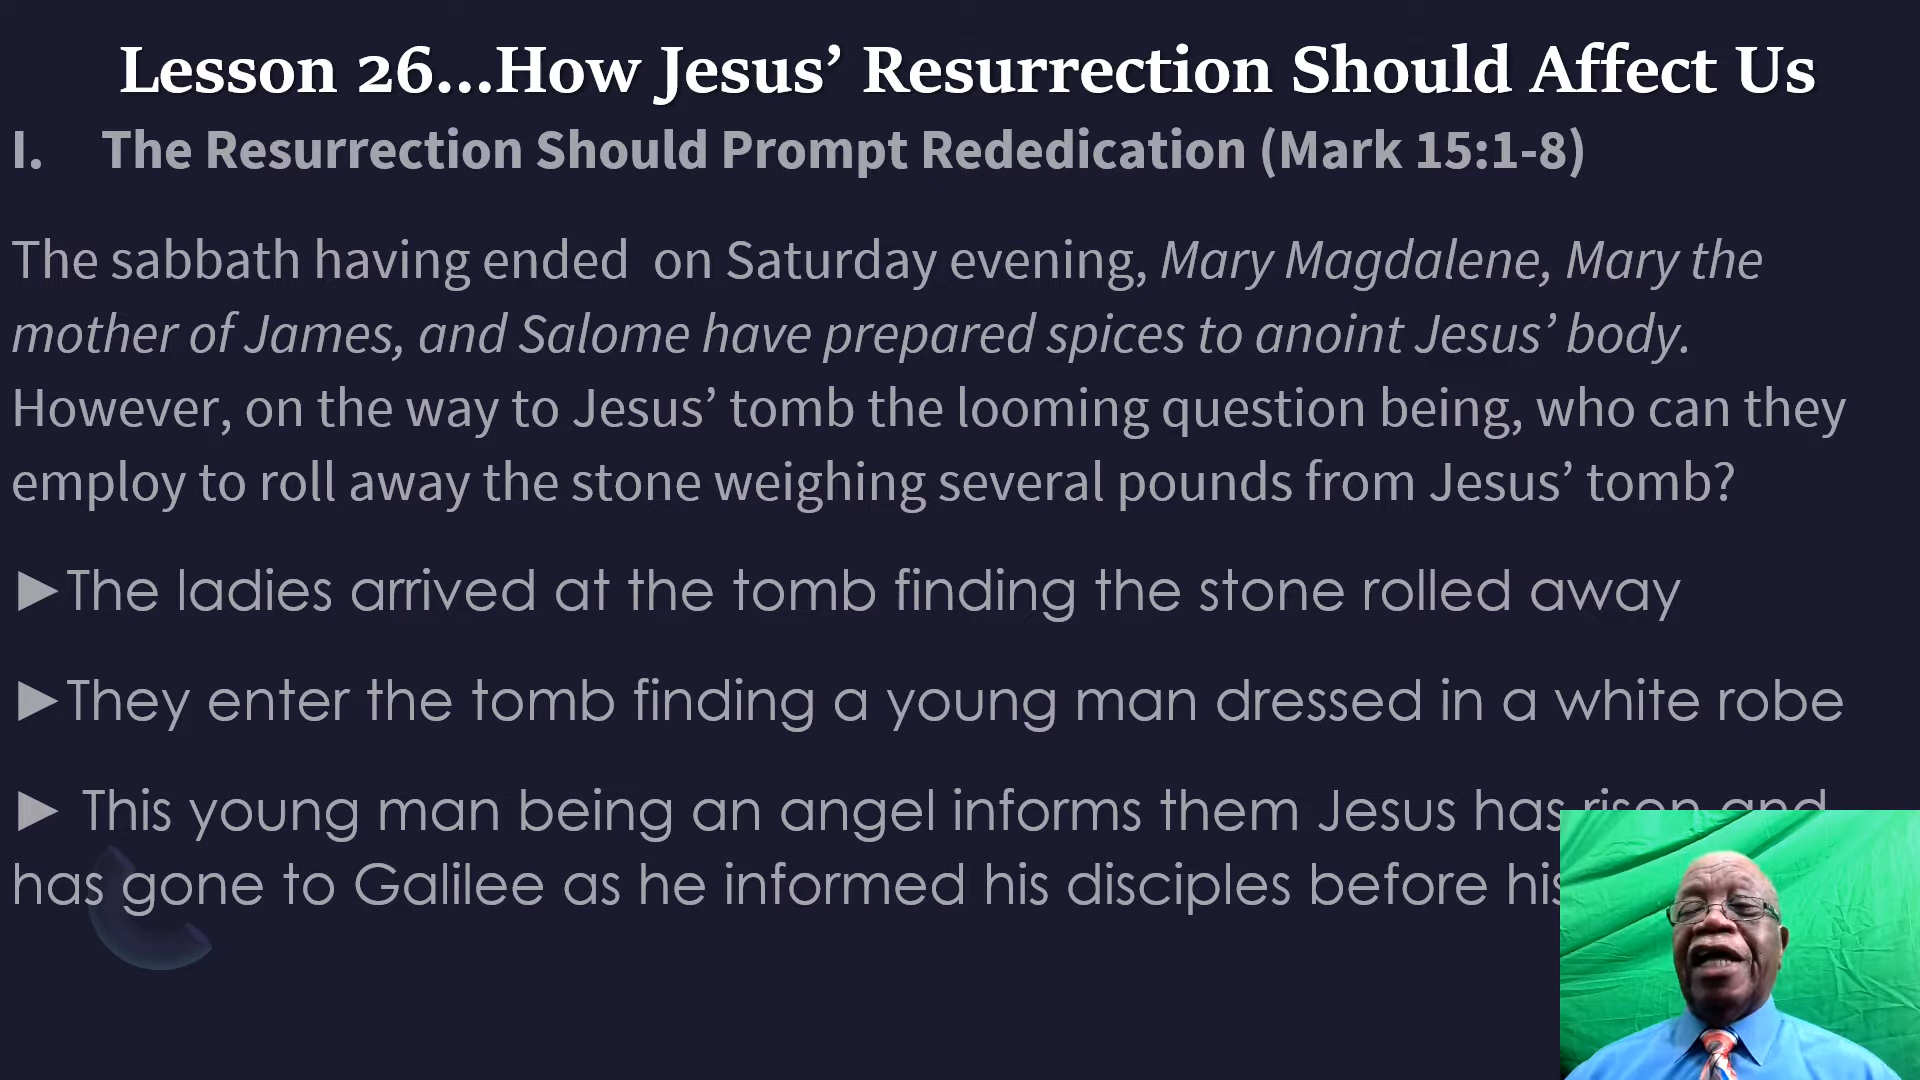 Lesson 26...How Jesus’ Resurrection Should Affect Us
I. The Resurrection Should Prompt Rededication (Mark 15:1-8)
The sabbath having ended on Saturday evening, Mary Magdalene, Mary the
mother of James, and Salome have prepared spices to anoint Jesus’ body.
However, on the way to Jesus’ tomb the looming question being, who can they
employ to roll away the stone weighing several pounds from Jesus’ tomb?
►The ladies arrived at the tomb finding the stone rolled away
►They enter the tomb finding a young man dressed in a white robe
► This young man being an angel informs them Jesus has risen and
has gone to Galilee as he informed his disciples before his